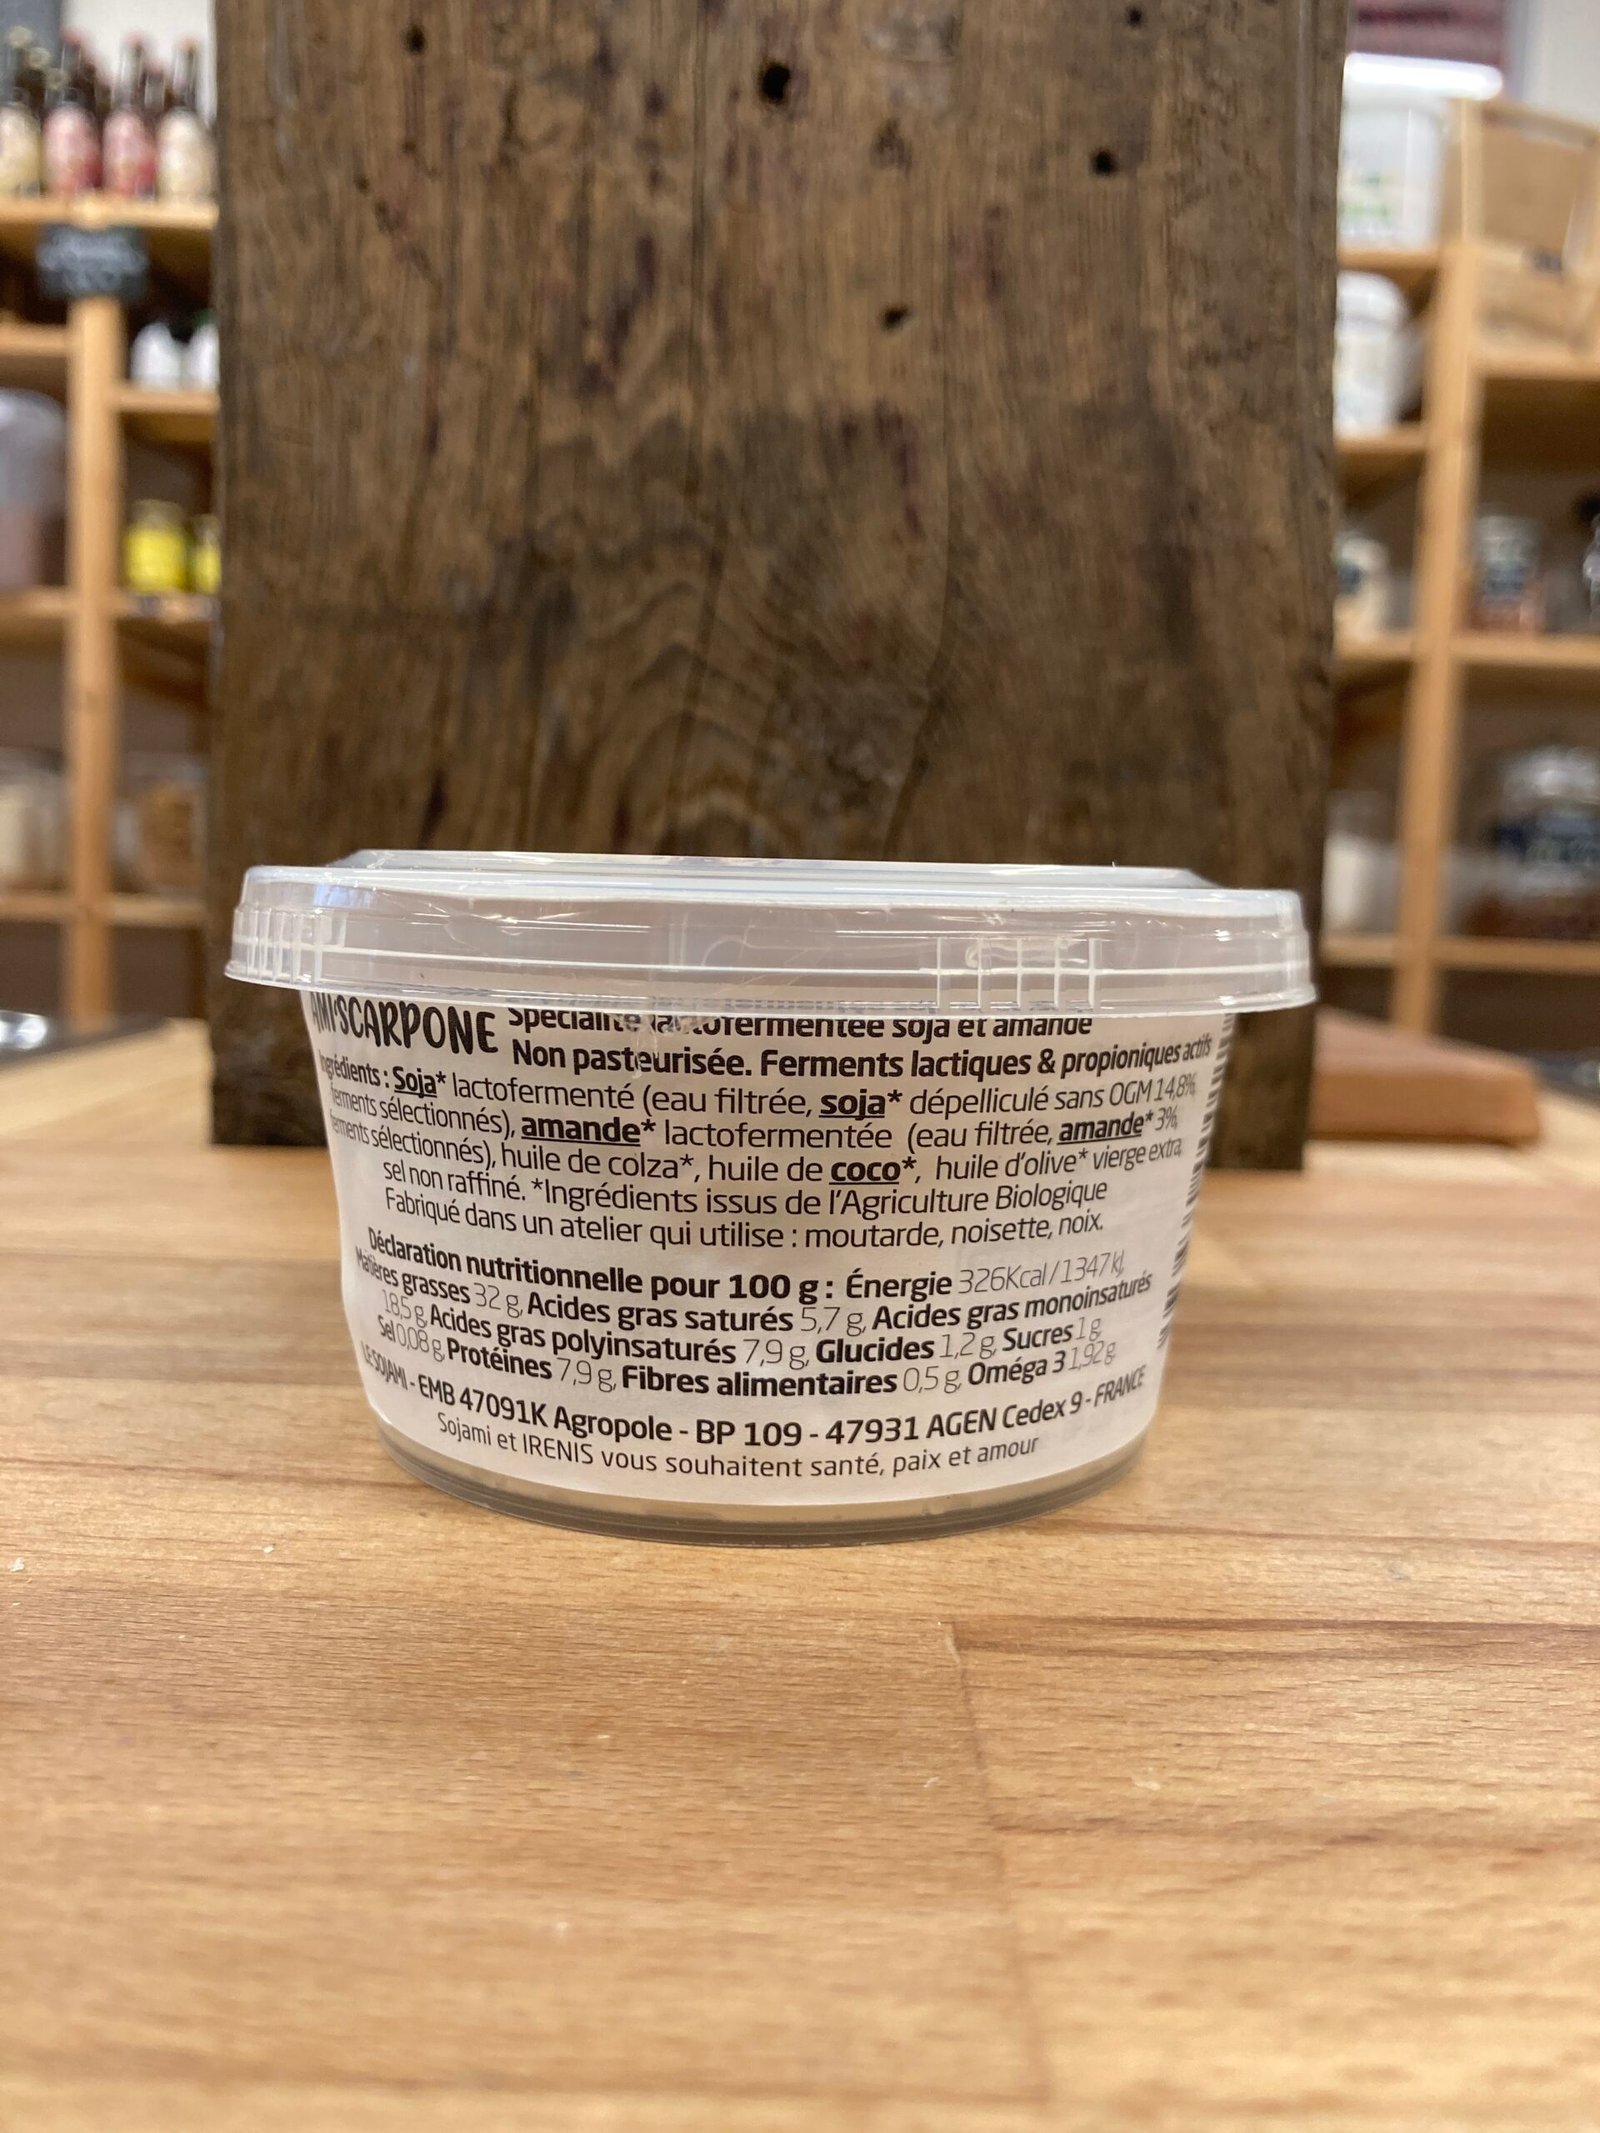 AMI'SCARPONE Spécialité lactofermentée soja et amande
Non pasteurisée. Ferments lactiques & propioniques actifs
Ingrédients : Soja* lactofermenté (eau filtrée, soja* dépelliculé sans OGM 14,8%,
ferments sélectionnés), amande* lactofermentée (eau filtrée, amande* 3%,
ferments sélectionnés), huile de colza*, huile de coco*, huile d'olive* vierge extra,
sel non raffiné. *Ingrédients issus de l'Agriculture Biologique
Fabriqué dans un atelier qui utilise : moutarde, noisette, noix.
Déclaration nutritionnelle pour 100 g : Énergie 326Kcal / 1347 kJ,
Matières grasses 32 g, Acides gras saturés 5,7 g, Acides gras monoinsaturés
18,5 g, Acides gras polyinsaturés 7,9 g, Glucides 1,2 g, Sucres 1 g
Sel 0,08 g, Protéines 7,9 g, Fibres alimentaires 0,5 g, Oméga 3 1,92 g
LE SOJAMI - EMB 47091K Agropole - BP 109 - 47931 AGEN Cedex 9 - FRANCE
Sojami et IRENIS vous souhaitent santé, paix et amour